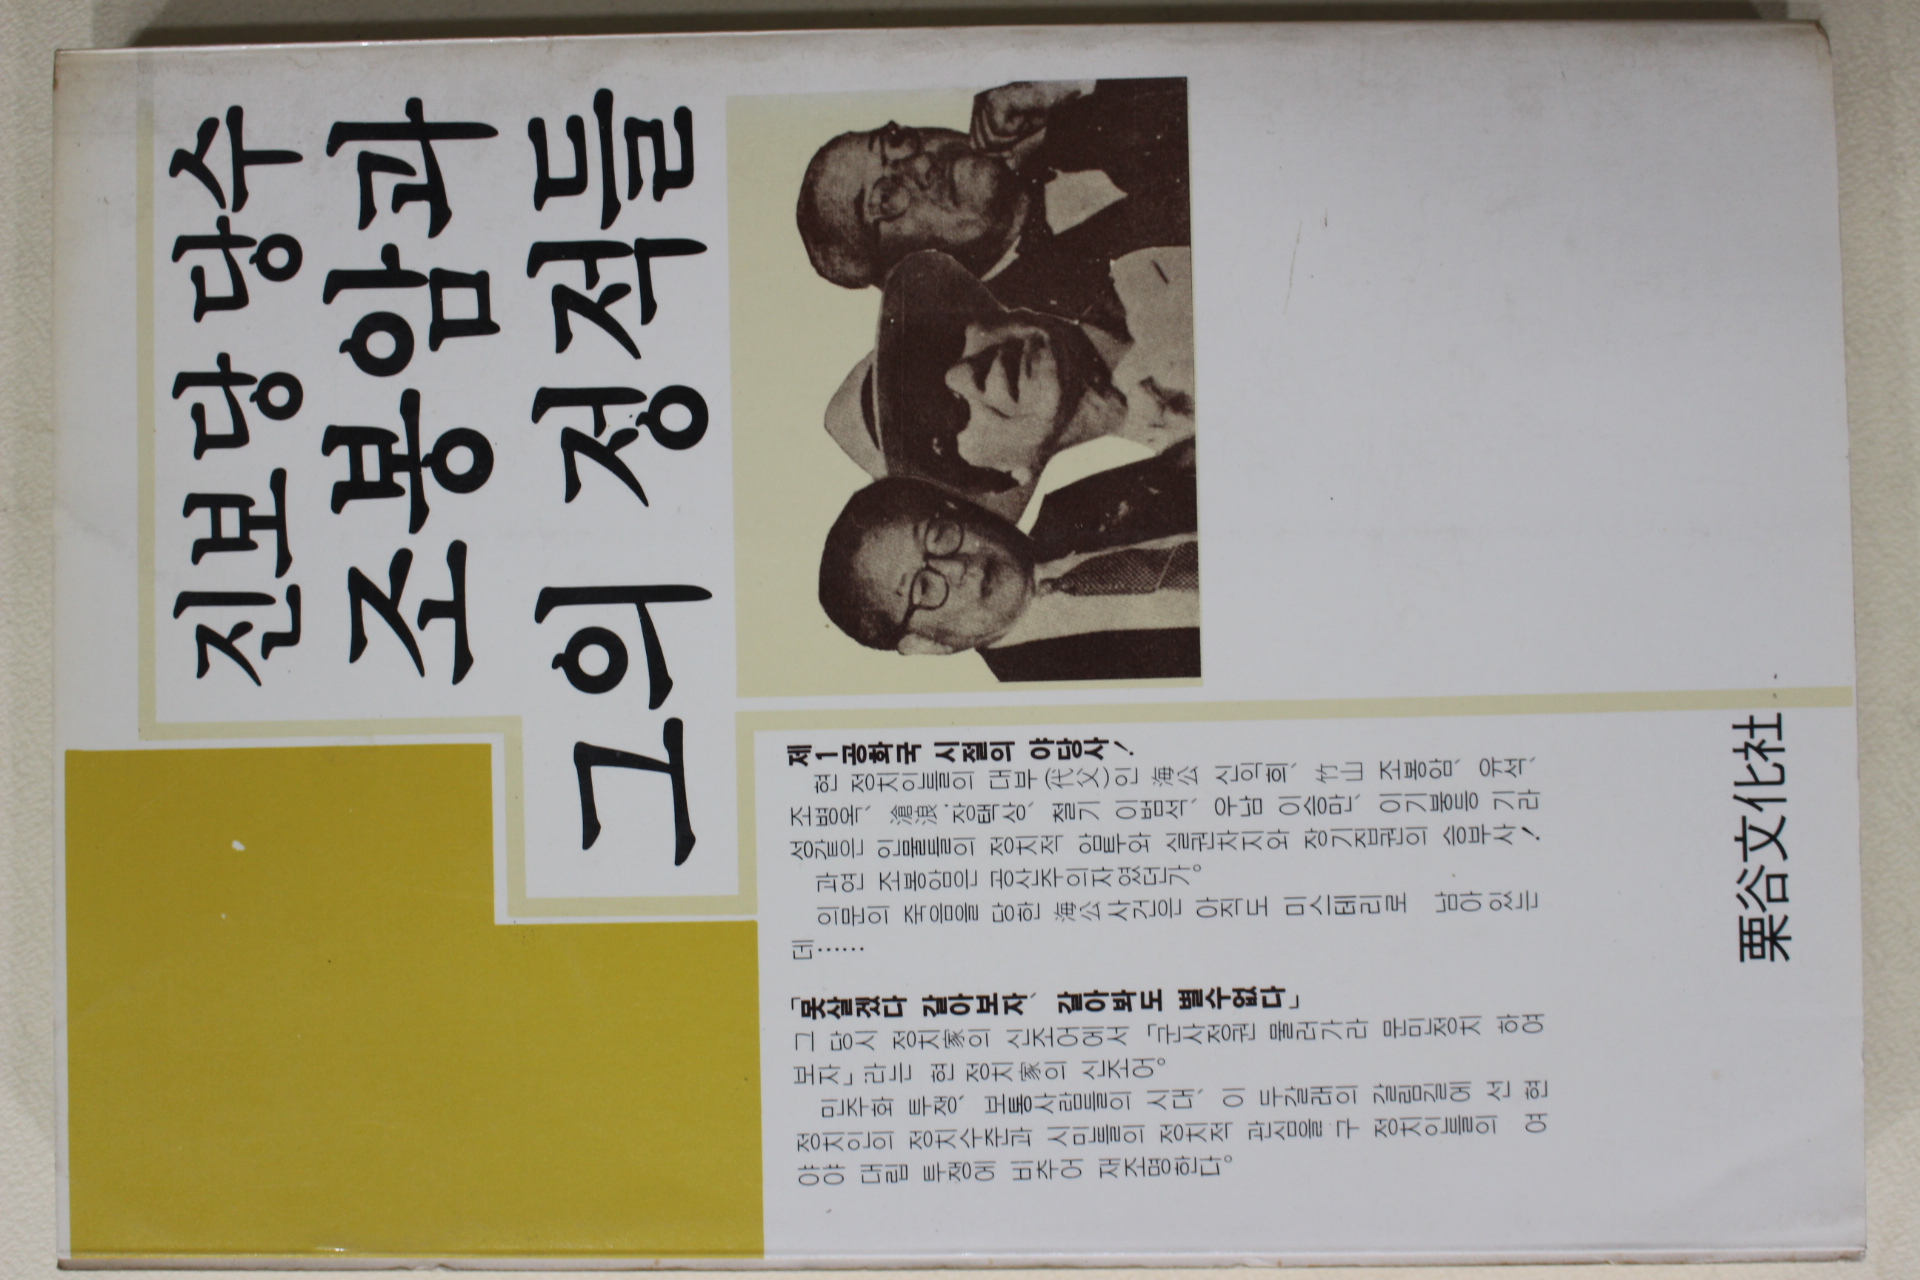 진보당 당수
조봉암과
그의 정적들
제1공화국 시절의 야당사!
현 정치인들의 대부(代父)인 海公 신익희、竹山 조봉암、유석、
조병옥、滄浪·장택상、철기 이범석、우남 이승만、이기붕등 기라
성같은 인물들의 정치적 암투와 실권차지와 장기집권의 승부사!
과연 조봉암은 공산주의자였던가。
의문의 죽음을 당한 海公사건은 아직도 미스테리로 남아있는
데……
「못살겠다 갈아보자、갈아봐도 별수없다」
그 당시 정치家의 신조어에서 「군사정권 물러가라 문민정치 하여
보자」라는 현 정치家의 신조어。
민주화 투쟁、보통사람들의 시대、이 두갈래의 갈림길에 선 현
정치인의 정치수준과 시민들의 정치적 관심을 구 정치인들의 여
야야 대립 투쟁에 비추어 재조명한다。
栗谷文化社